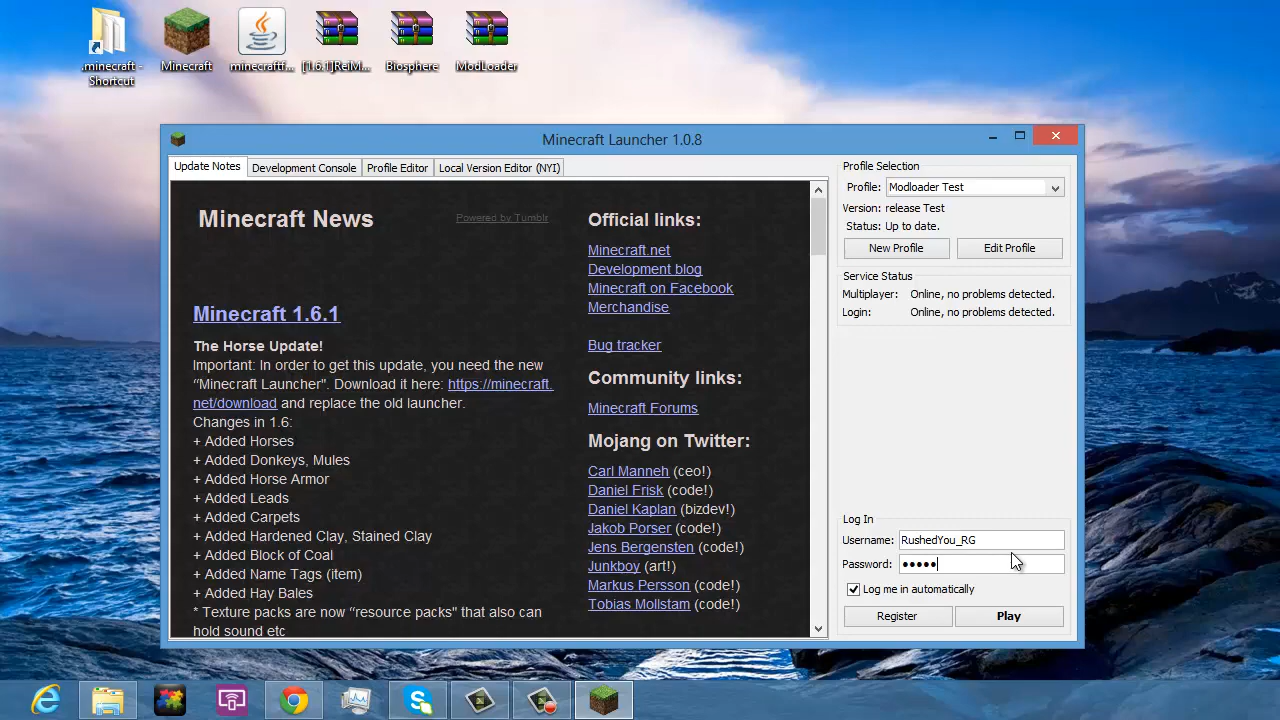 .minecraft -
Shortcut
Minecraft
minecraftf...
[1.6.1]ReiM...
Biosphere
ModLoader
Minecraft Launcher 1.0.8
Update Notes
Development Console
Profile Editor
Local Version Editor (NYI)
Minecraft News
Powered by Tumblr
Minecraft 1.6.1
The Horse Update!
Important: In order to get this update, you need the new
“Minecraft Launcher". Download it here: https://minecraft.
net/download and replace the old launcher.
Changes in 1.6:
+ Added Horses
+ Added Donkeys, Mules
+ Added Horse Armor
+ Added Leads
+ Added Carpets
+ Added Hardened Clay, Stained Clay
+ Added Block of Coal
+ Added Name Tags (item)
+ Added Hay Bales
* Texture packs are now “resource packs" that also can
hold sound etc
Official links:
Minecraft.net
Development blog
Minecraft on Facebook
Merchandise
Bug tracker
Community links:
Minecraft Forums
Mojang on Twitter:
Carl Manneh (ceo!)
Daniel Frisk (code!)
Daniel Kaplan (bizdev!)
Jakob Porser (code!)
Jens Bergensten (code!)
Junkboy (art!)
Markus Persson (code!)
Tobias Mollstam (code!)
Profile Selection
Profile: Modloader Test
Version: release Test
Status: Up to date.
New Profile
Edit Profile
Service Status
Multiplayer: Online, no problems detected.
Login: Online, no problems detected.
Log In
Username: RushedYou_RG
Password: •••••
Log me in automatically
Register
Play